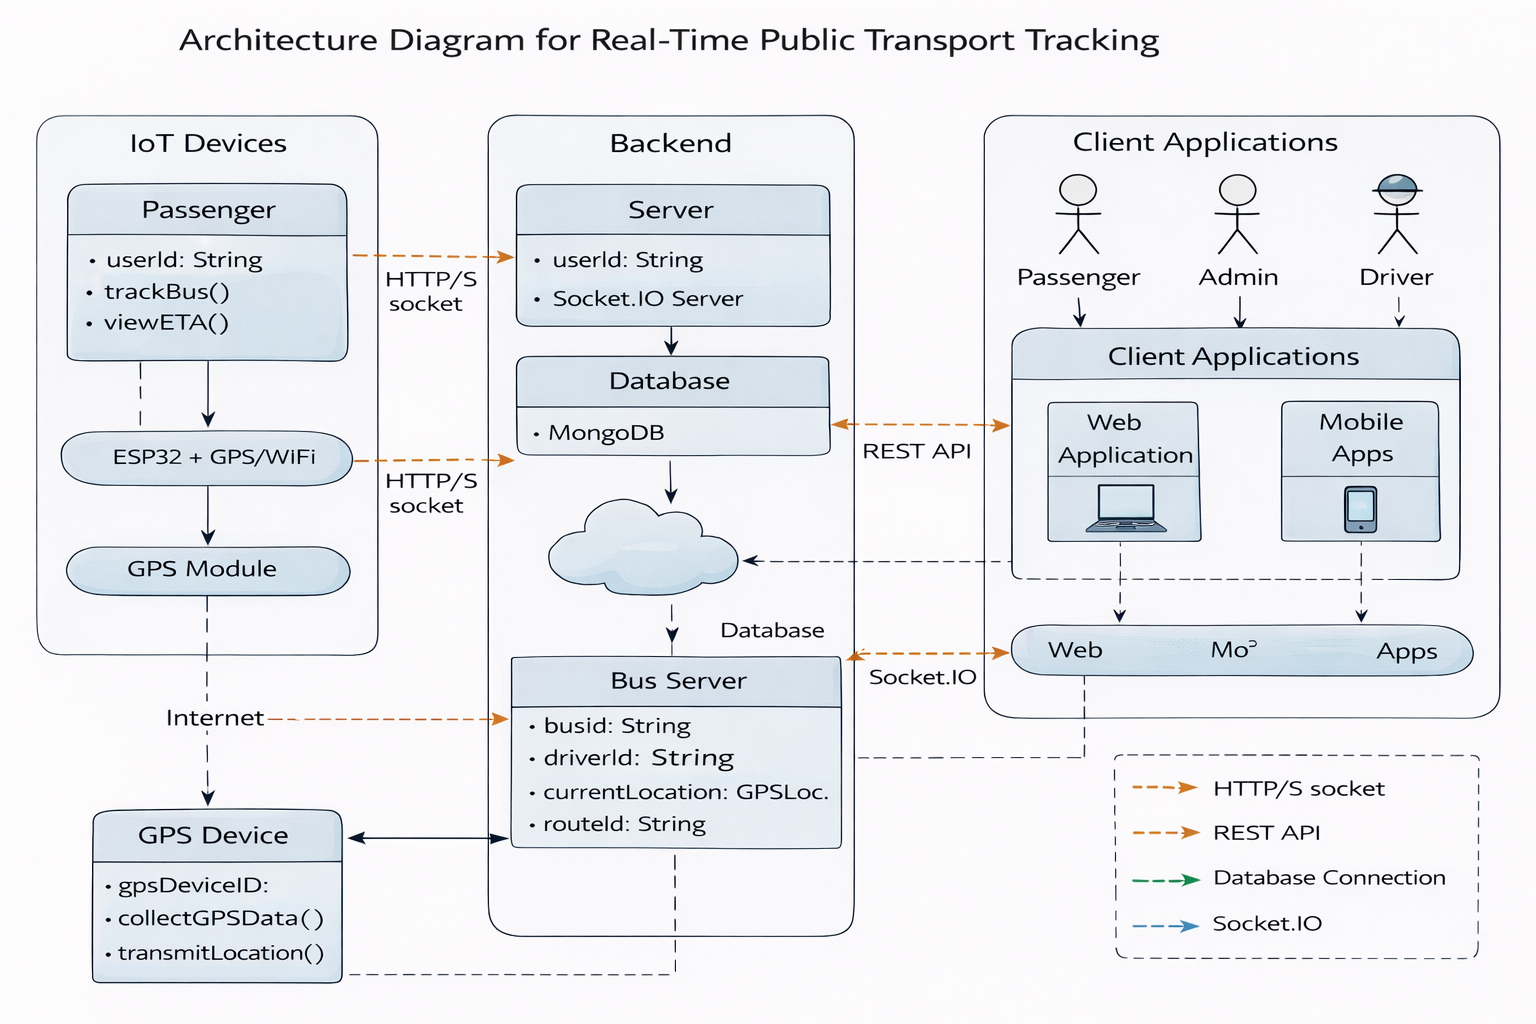 Architecture Diagram for Real-Time Public Transport Tracking
IoT Devices
Passenger
• userId: String
• trackBus()
• viewETA()
ESP32 + GPS/WiFi
GPS Module
Internet
GPS Device
• gpsDeviceID:
• collectGPSData()
• transmitLocation()
HTTP/S
socket
HTTP/S
socket
Backend
Server
• userId: String
• Socket.IO Server
Database
• MongoDB
Database
Bus Server
• busid: String
• driverId: String
• currentLocation: GPSLoc.
• routeId: String
REST API
Socket.IO
Client Applications
Passenger
Admin
Driver
Client Applications
Web
Application
Mobile
Apps
Web
Apps
HTTP/S socket
REST API
Database Connection
Socket.IO